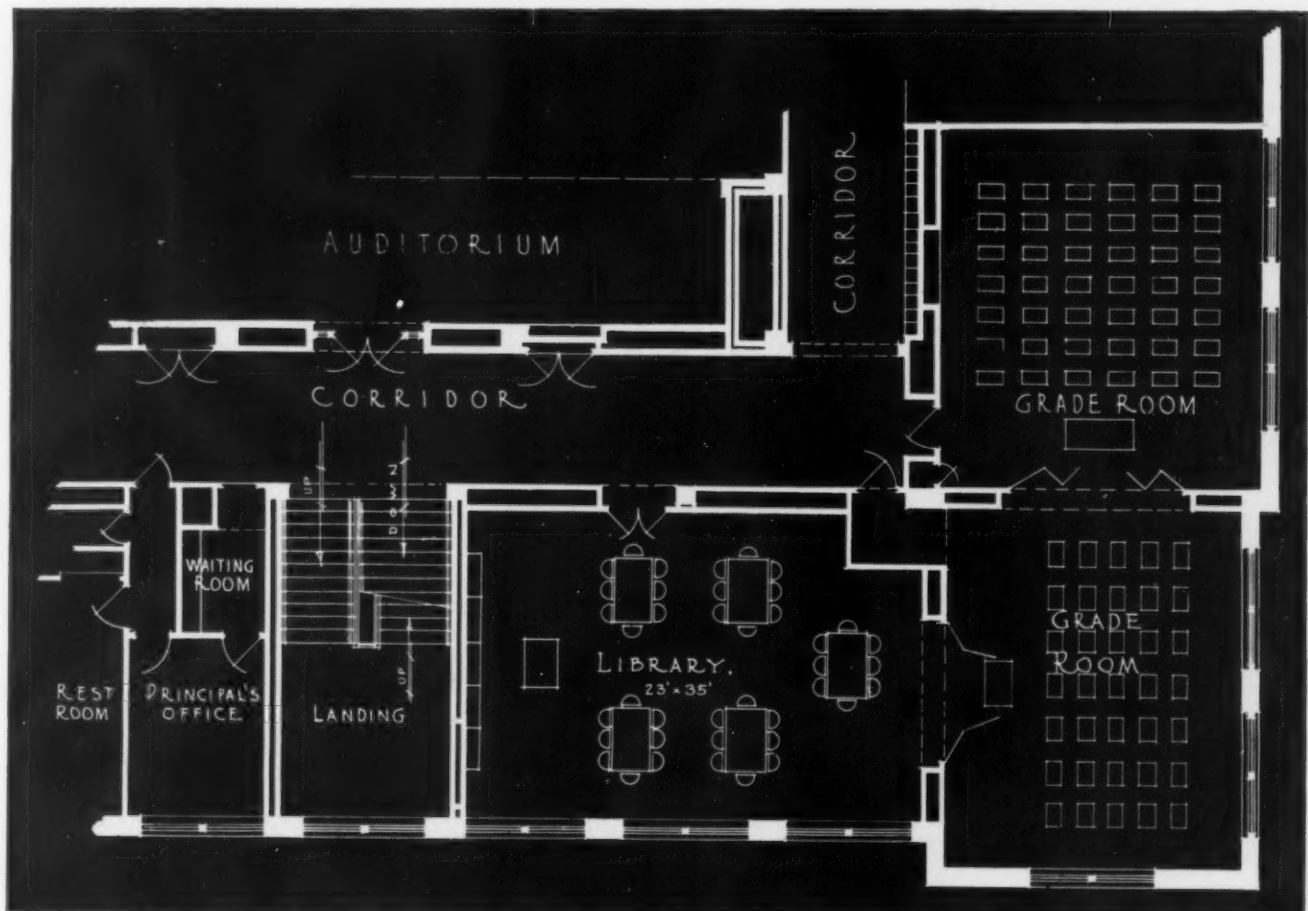 AUDITORIUM
CORRIDOR
CORRIDOR
GRADE ROOM
UP
DOWN
WAITING
ROOM
GRADE
ROOM
LIBRARY.
23' × 35'
UP
REST
ROOM
PRINCIPAL'S
OFFICE
LANDING